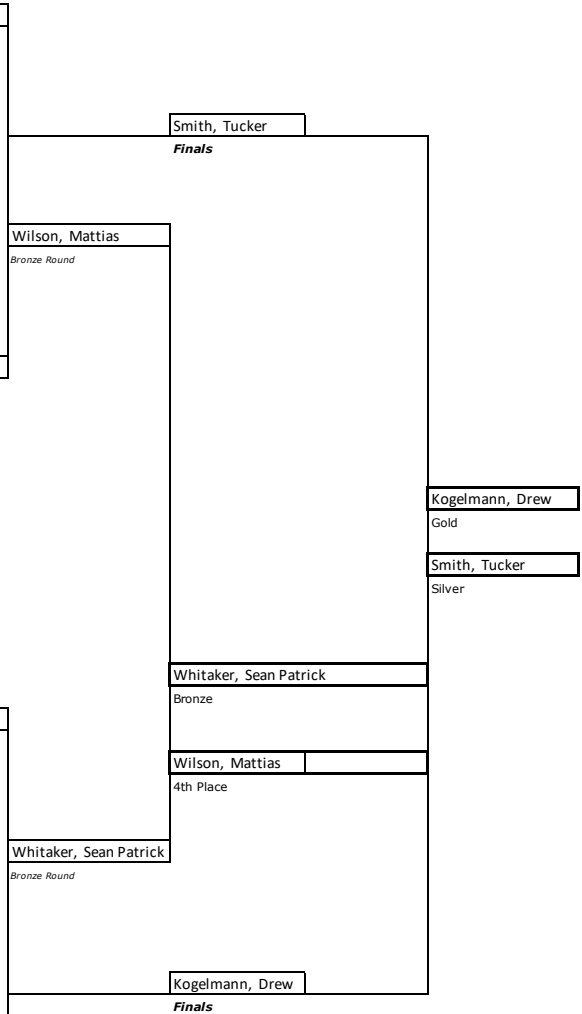 Smith, Tucker
Finals
Wilson, Mattias
Bronze Round
Kogelmann, Drew
Gold
Smith, Tucker
Silver
Whitaker, Sean Patrick
Bronze
Wilson, Mattias
4th Place
Whitaker, Sean Patrick
Bronze Round
Kogelmann, Drew
Finals